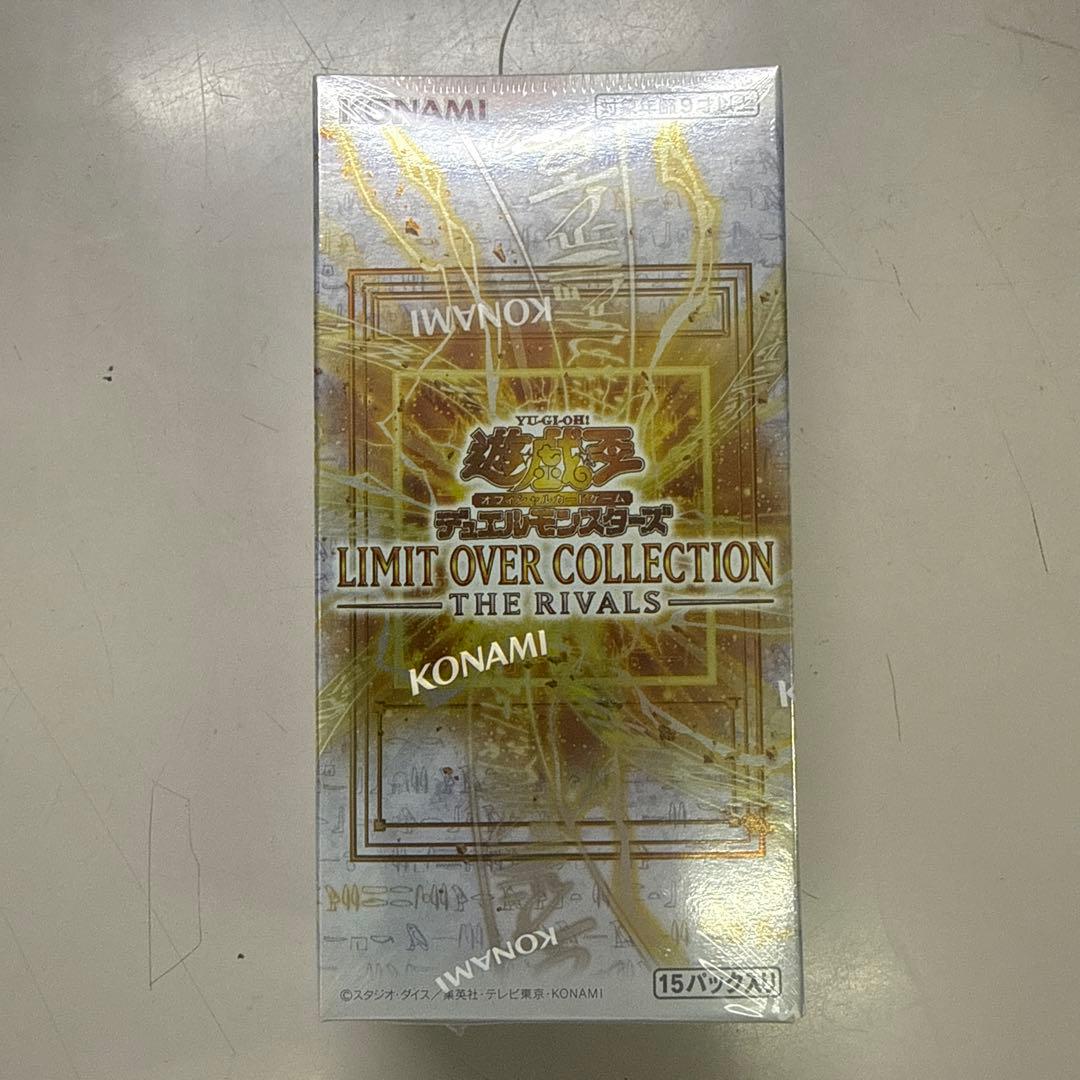 KONAMI
対象年齢9才以上
KONAMI
YU-GI-OH!
遊戯王
オフィシャルカードゲーム
デュエルモンスターズ
LIMIT OVER COLLECTION
THE RIVALS
KONAMI
KONAMI
15パック入り
©スタジオ・ダイス/集英社・テレビ東京・KONAMI